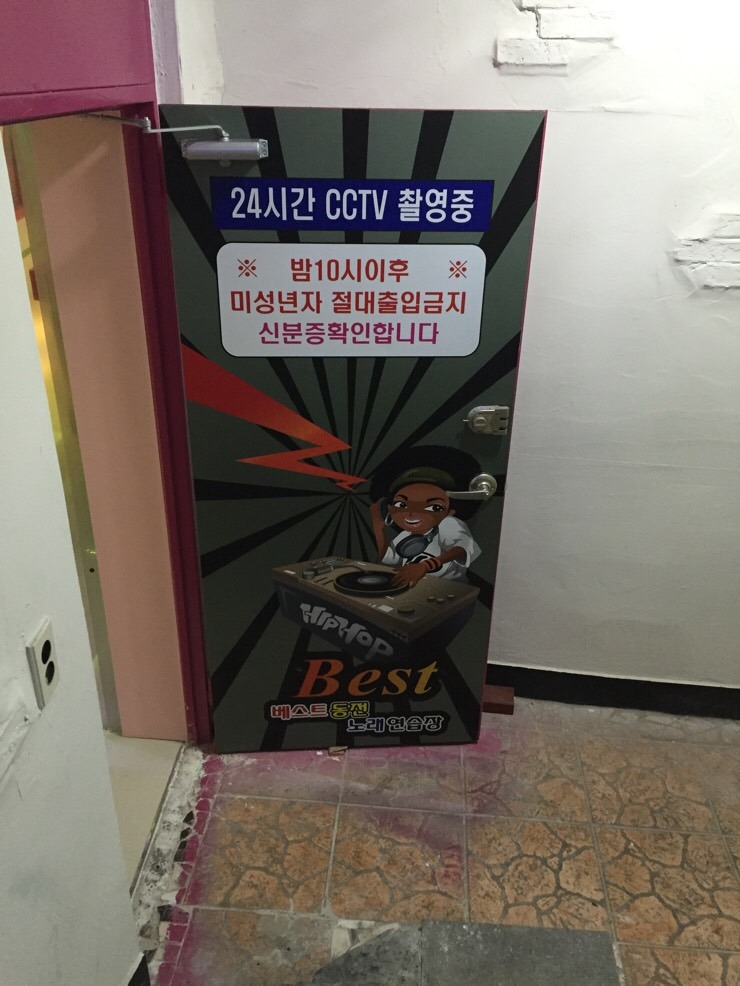 24시간 CCTV 촬영중
※ 밤10시이후 ※
미성년자 절대출입금지
신분증확인합니다
HIPHOP
Best
베스트 동전
노래연습장